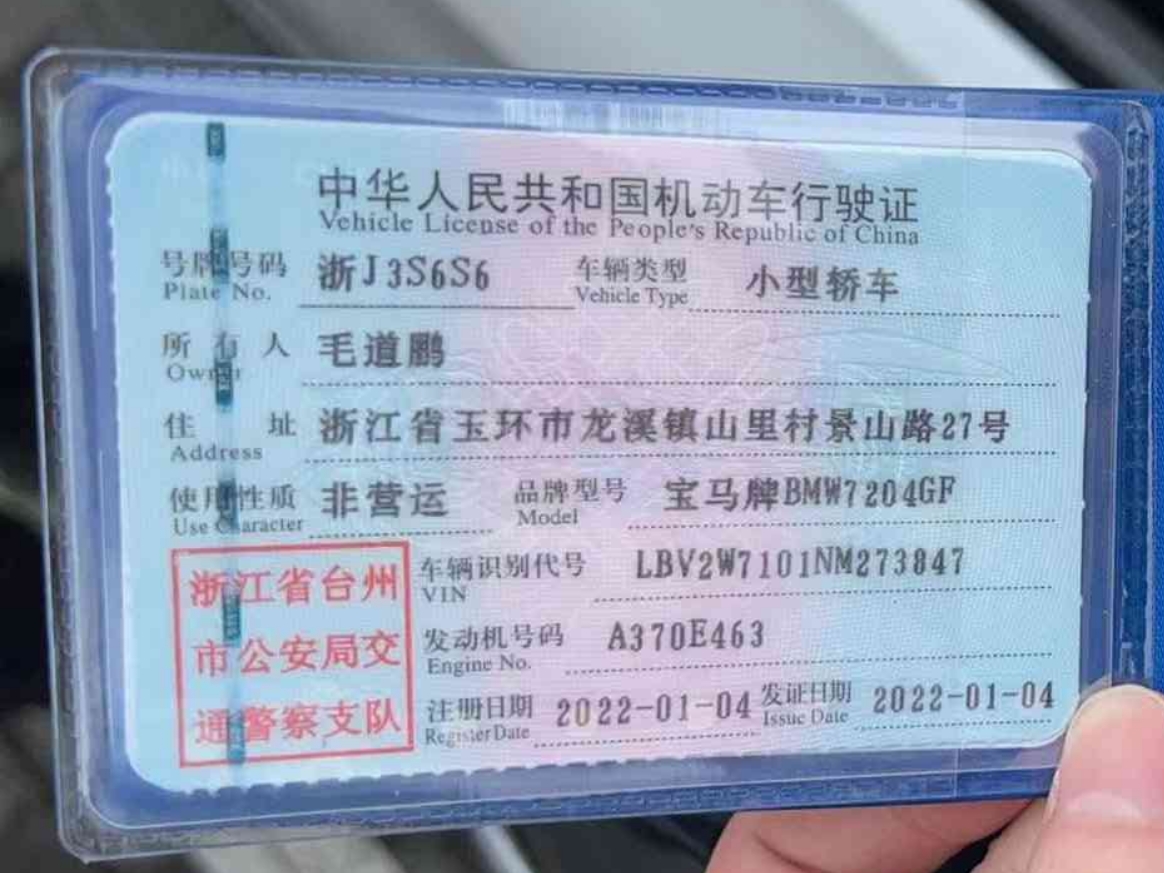 中华人民共和国机动车行驶证
Vehicle License of the People's Republic of China
号牌号码 浙J3S6S6 车辆类型 小型轿车
Plate No. Vehicle Type
所有人 毛道鹏
Owner
住址 浙江省玉环市龙溪镇山里村景山路27号
Address
使用性质 非营运 品牌型号 宝马牌BMW7204GF
Use Character Model
浙江省台州
市公安局交
通警察支队
车辆识别代号 LBV2W7101NM273847
VIN
发动机号码 A370E463
Engine No.
注册日期 2022-01-04 发证日期 2022-01-04
Register Date Issue Date